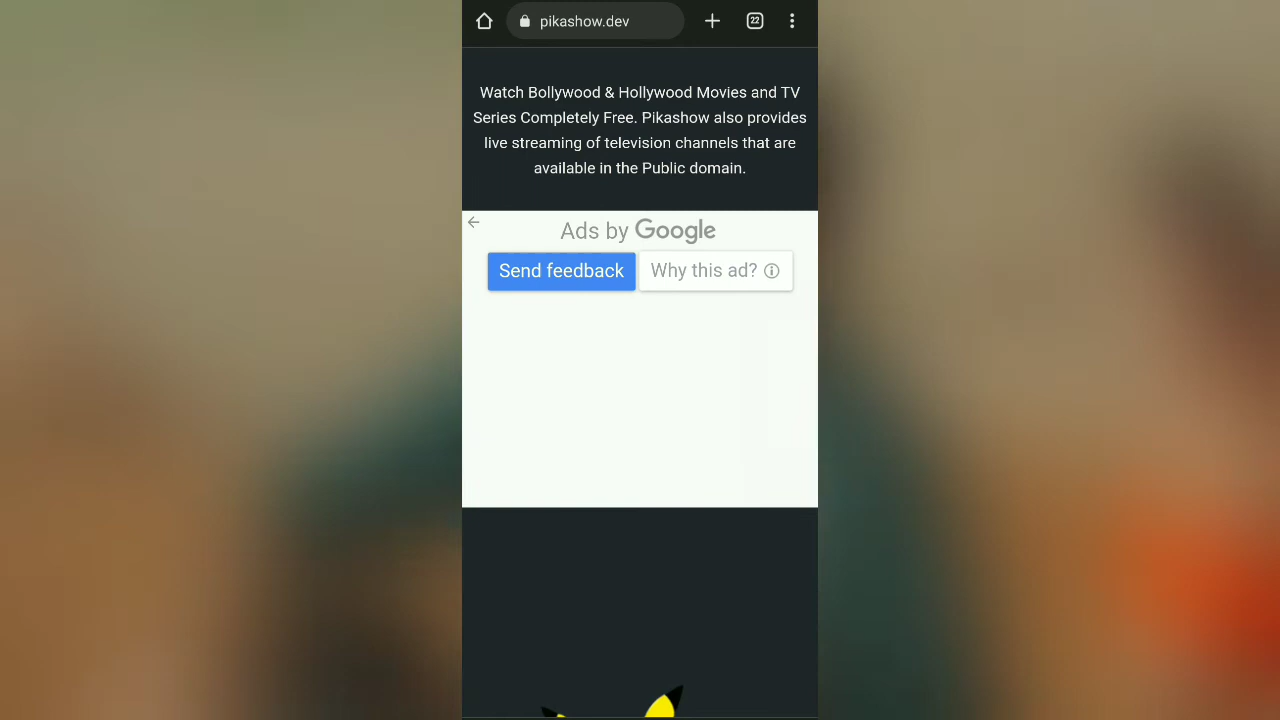 pikashow.dev
22
Watch Bollywood & Hollywood Movies and TV
Series Completely Free. Pikashow also provides
live streaming of television channels that are
available in the Public domain.
Ads by Google
Send feedback
Why this ad?